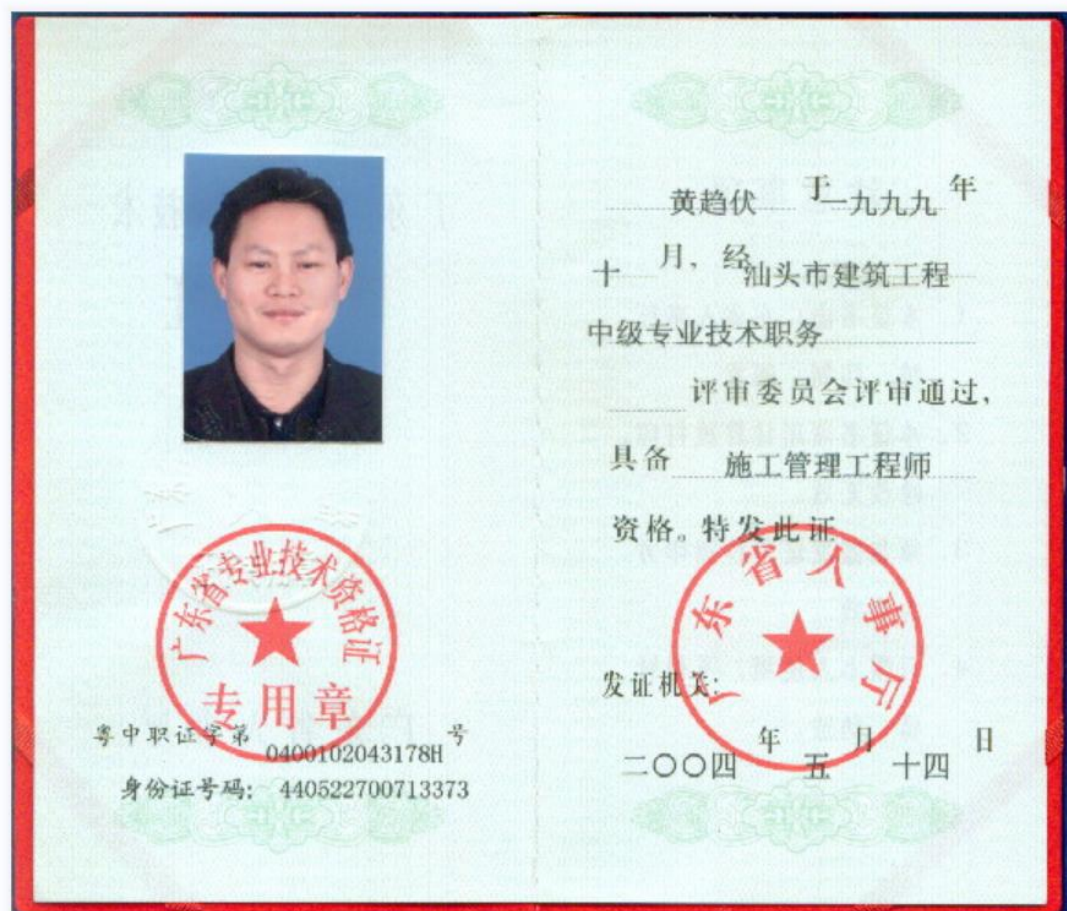 广东省专业技术资格证
专用章
粤中职证字第 0400102043178H 号
身份证号码： 440522700713373
黄趋伏 于 一九九九 年
十 月，经 汕头市建筑工程
中级专业技术职务
评审委员会评审通过，
具备 施工管理工程师
资格。特发此证
广东省人事厅
发证机关：
二〇〇四 年 五 月 十四 日